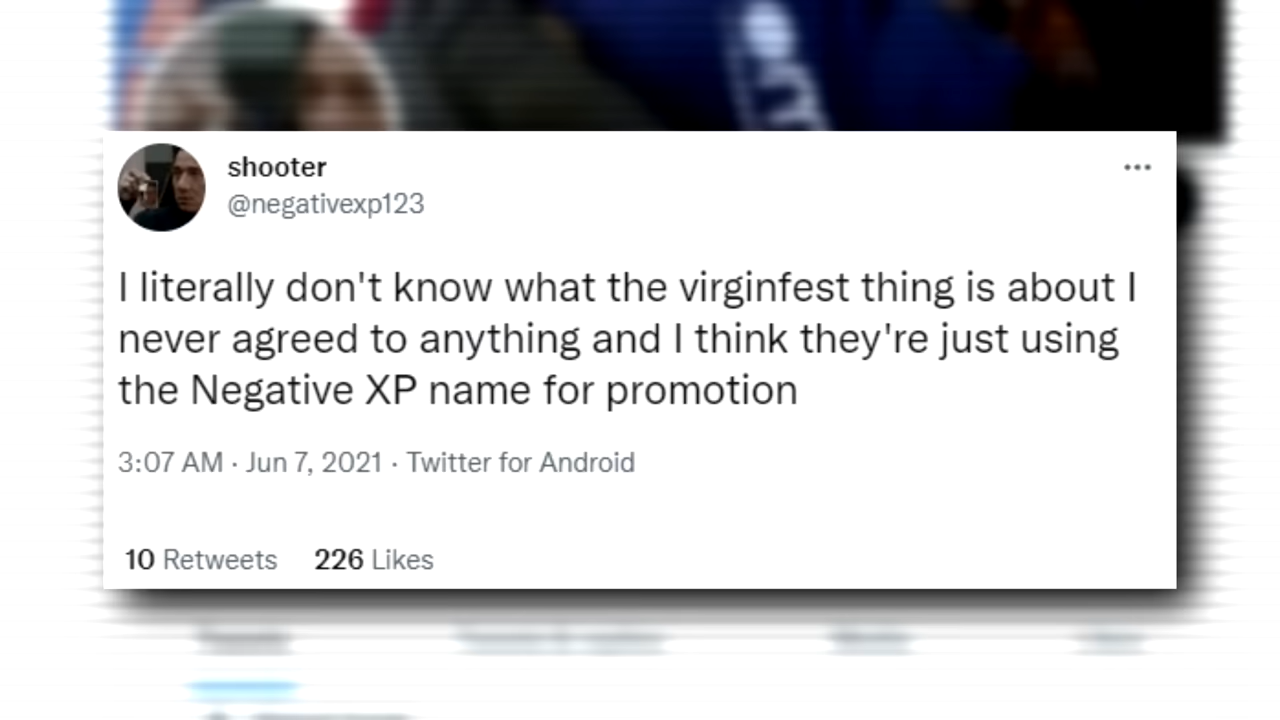 shooter
@negativexp123
I literally don't know what the virginfest thing is about I
never agreed to anything and I think they're just using
the Negative XP name for promotion
3:07 AM · Jun 7, 2021 · Twitter for Android
10 Retweets 226 Likes